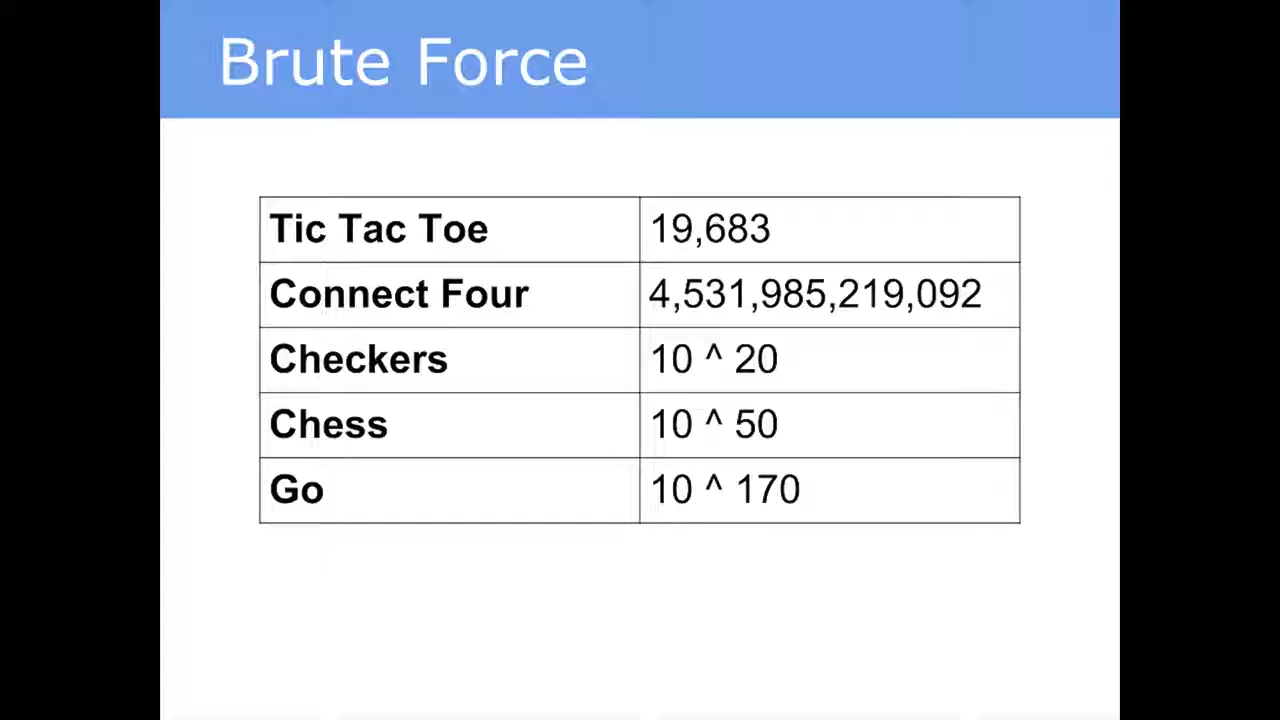 Brute Force
Tic Tac Toe 19,683
Connect Four 4,531,985,219,092
Checkers 10 ^ 20
Chess 10 ^ 50
Go 10 ^ 170